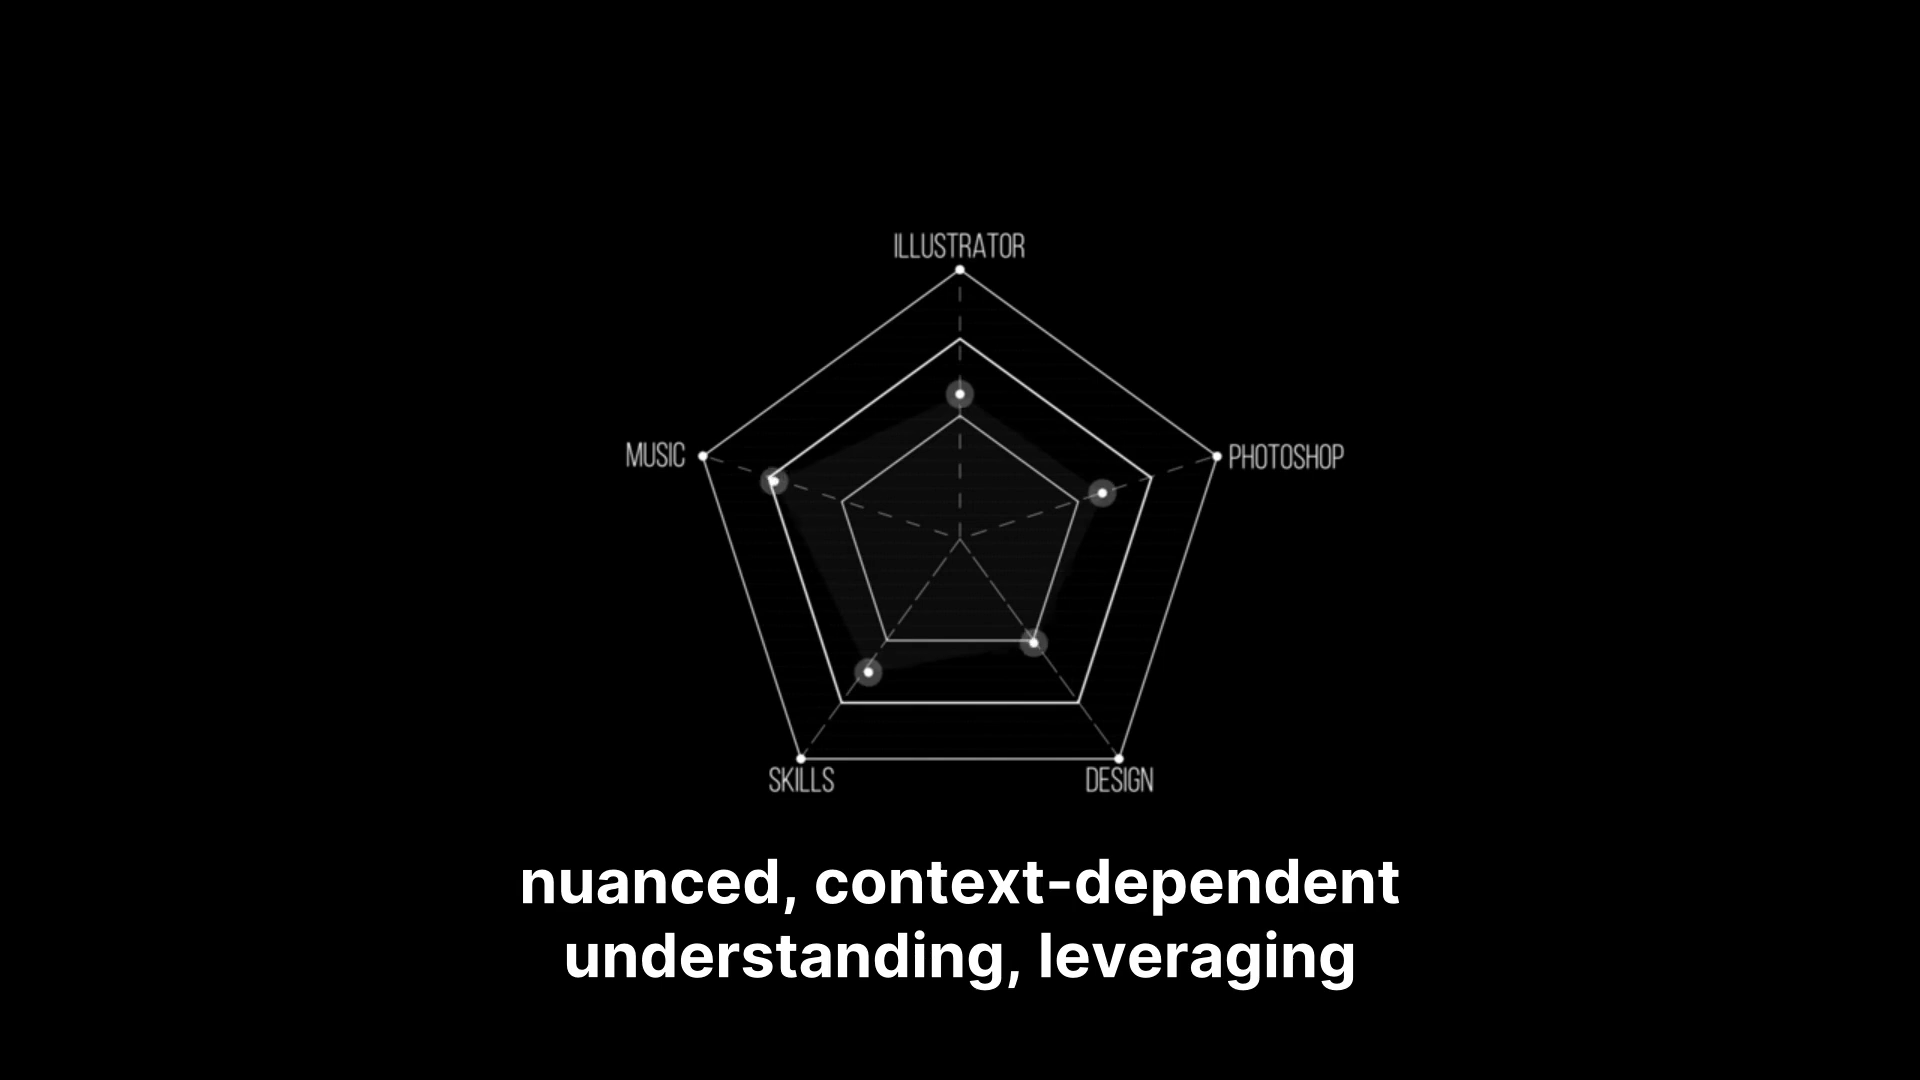 ILLUSTRATOR
MUSIC
PHOTOSHOP
SKILLS
DESIGN
nuanced, context-dependent
understanding, leveraging